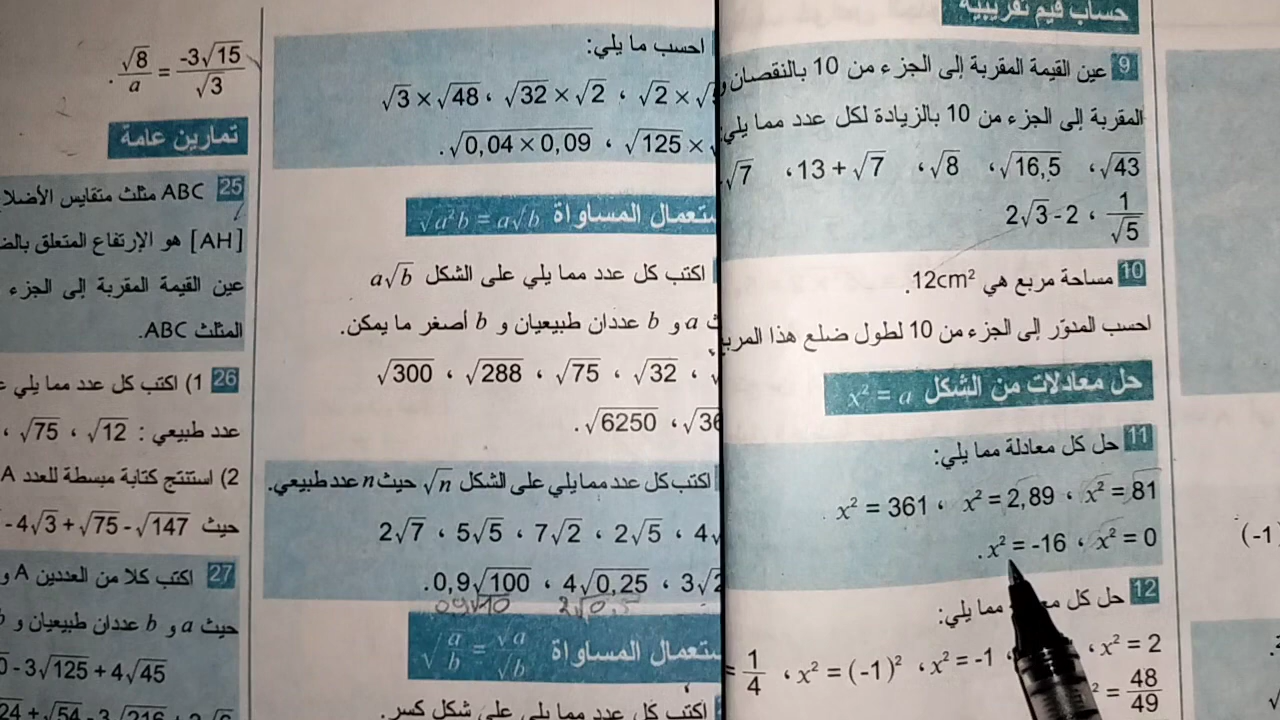 حساب قيم تقريبية
9 عين القيمة المقربة إلى الجزء من 10 بالنقصان و
المقربة إلى الجزء من 10 بالزيادة لكل عدد مما يلي:
√43 ، √16,5 ، √8 ، 13+√7 ، √7
1/√5 ، 2√3-2
10 مساحة مربع هي 12cm².
احسب المدوّر إلى الجزء من 10 لطول ضلع هذا المربع
حل معادلات من الشكل x² = a
11 حل كل معادلة مما يلي:
x² = 81 ، x² = 2,89 ، x² = 361
x² = 0 ، x² = -16 .
12 حل كل مما يلي:
x² = 2 ، x² = -1 ، x² = (-1)² ، = 1/4
² = 48/49
احسب ما يلي:
√2 × ، √32 × √2 ، √3 × √48
√125 × ، √0,04 × 0,09 .
استعمال المساواة √a²b = a√b
اكتب كل عدد مما يلي على الشكل a√b
a و b عددان طبيعيان و b أصغر ما يمكن.
√32 ، √75 ، √288 ، √300
√36 ، √6250 .
اكتب كل عدد مما يلي على الشكل √n حيث n عدد طبيعي.
4√ ، 2√5 ، 7√2 ، 5√5 ، 2√7
3√2 ، 4√0,25 ، 0,9√100.
استعمال المساواة √a/b = √a/√b
اكتب كل عدد مما يلي على شكل كسر.
√8/a = -3√15/√3 .
تمارين عامة
25 ABC مثلث متقايس الأضلا
[AH] هو الإرتفاع المتعلق بالض
عين القيمة المقربة إلى الجزء
المثلث ABC.
26 1) اكتب كل عدد مما يلي
عدد طبيعي : √12 ، √75 ،
2) استنتج كتابة مبسطة للعدد A
حيث -4√3+√75-√147
27 اكتب كلا من العددين A و
حيث a و b عددان طبيعيان و b
0-3√125+4√45
(-1)